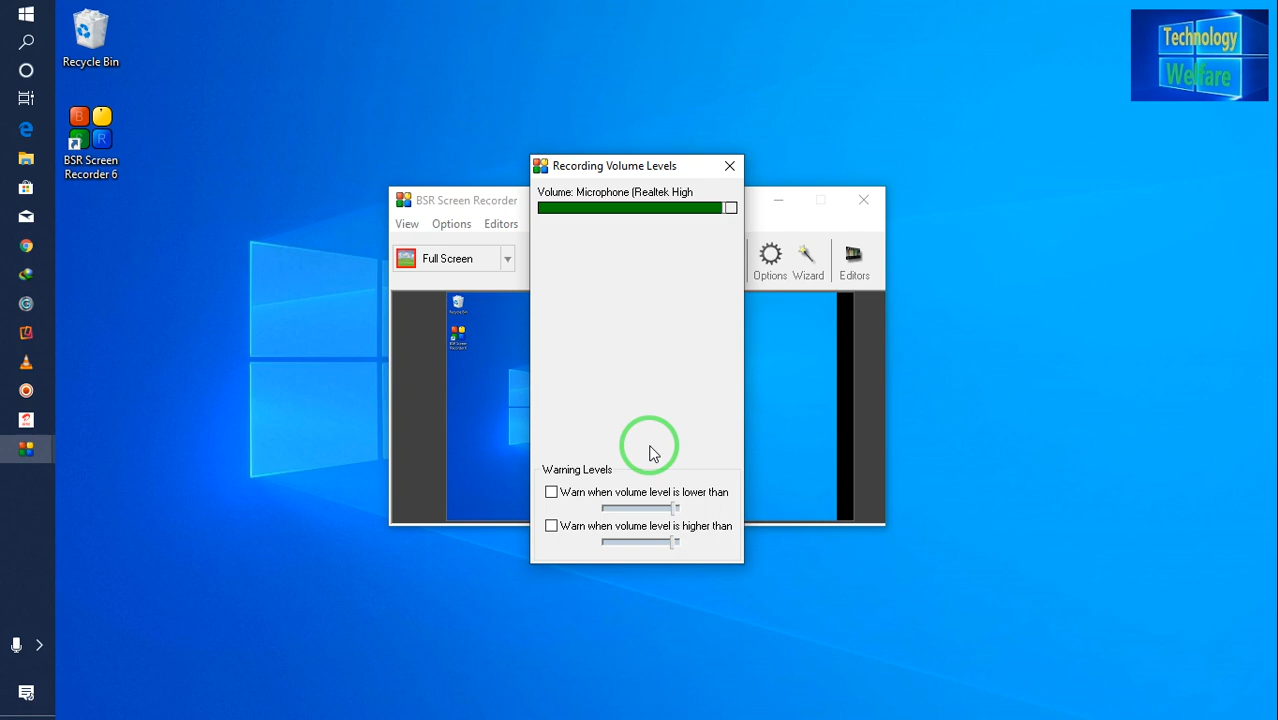 Recycle Bin
BSR Screen
Recorder 6
Technology
Welfare
BSR Screen Recorder
View Options Editors
Full Screen
Options Wizard Editors
Recording Volume Levels
Volume: Microphone (Realtek High
Warning Levels
Warn when volume level is lower than
Warn when volume level is higher than